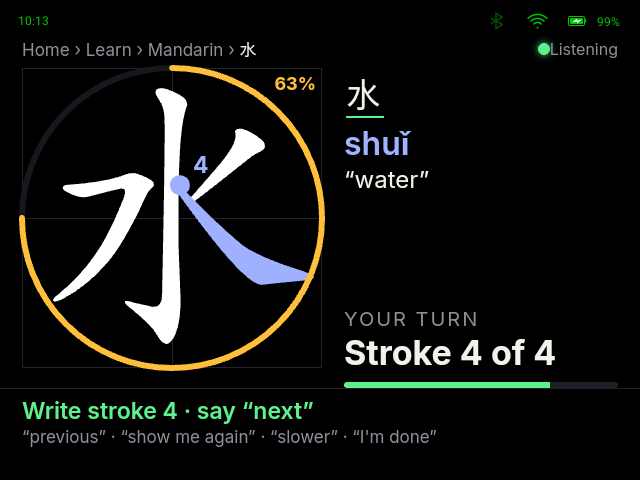 10:13
99%
Home › Learn › Mandarin › 水
Listening
63%
4
水
shuǐ
“water”
YOUR TURN
Stroke 4 of 4
Write stroke 4 · say “next”
“previous” · “show me again” · “slower” · “I'm done”